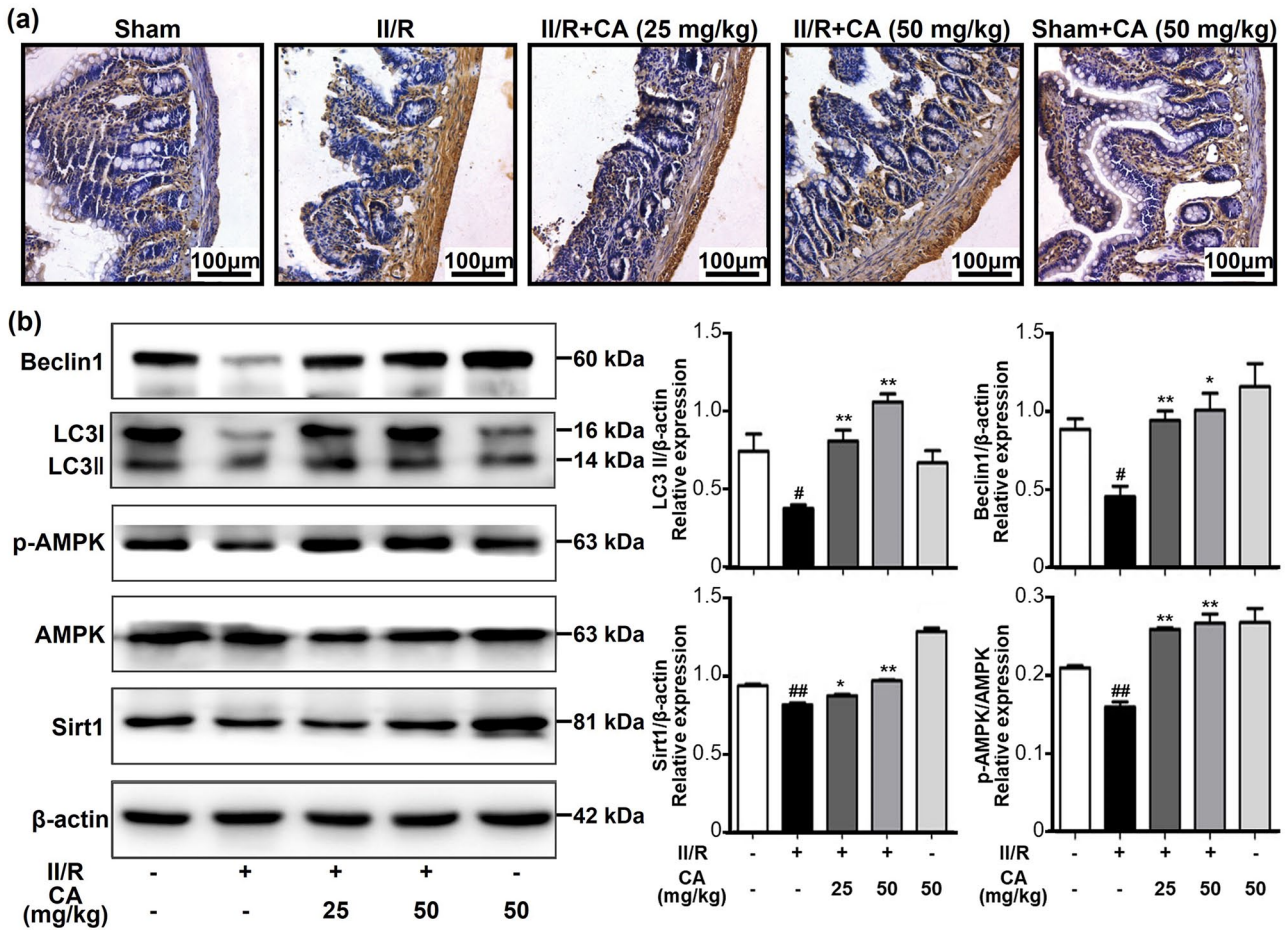 (a)
Sham
II/R
II/R+CA (25 mg/kg)
II/R+CA (50 mg/kg)
Sham+CA (50 mg/kg)
100μm
100μm
100μm
100μm
100μm
(b)
Beclin1
60 kDa
LC3I
16 kDa
LC3II
14 kDa
p-AMPK
63 kDa
AMPK
63 kDa
Sirt1
81 kDa
β-actin
42 kDa
II/R - + + + -
CA
(mg/kg) - - 25 50 50
LC3 II/β-actin
Relative expression
1.5
1.0
0.5
0
#
**
**
Beclin1/β-actin
Relative expression
1.5
1.0
0.5
0
#
**
*
Sirt1/β-actin
Relative expression
1.5
1.0
0.5
0
##
*
**
II/R - + + + -
CA
(mg/kg) - - 25 50 50
p-AMPK/AMPK
Relative expression
0.3
0.2
0.1
0
##
**
**
II/R - + + + -
CA
(mg/kg) - - 25 50 50